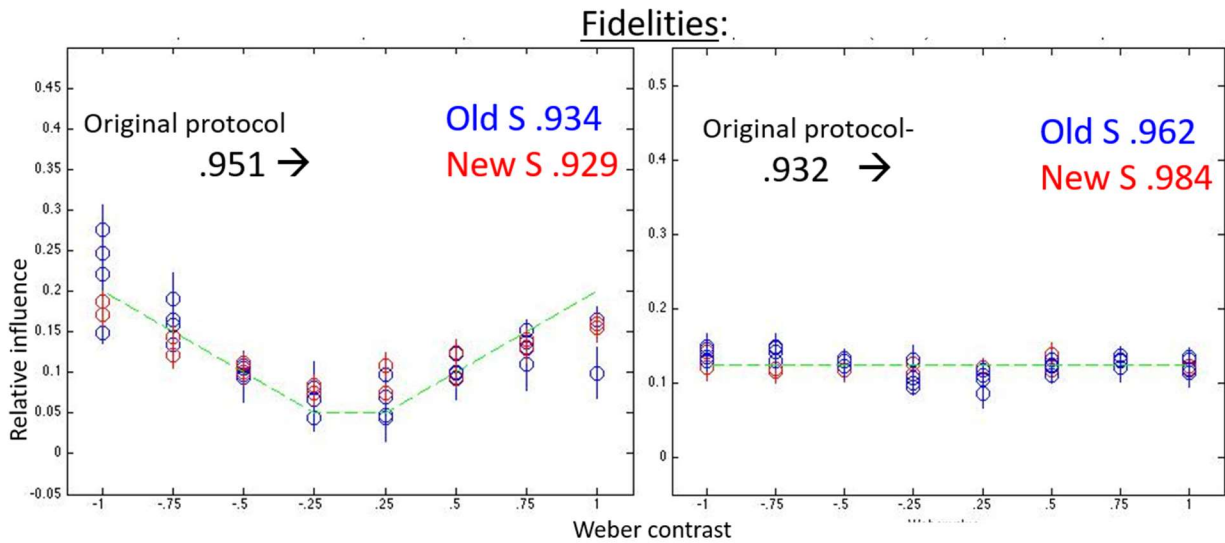 Fidelities:
0.45
0.4
0.35
0.3
0.25
0.2
0.15
0.1
0.05
0
-0.05
Relative influence
Original protocol
.951 →
Old S .934
New S .929
-1 -.75 -.5 -.25 .25 .5 .75 1
0.5
0.4
0.3
0.2
0.1
0
Original protocol-
.932 →
Old S .962
New S .984
-1 -.75 -.5 -.25 .25 .5 .75 1
Weber contrast